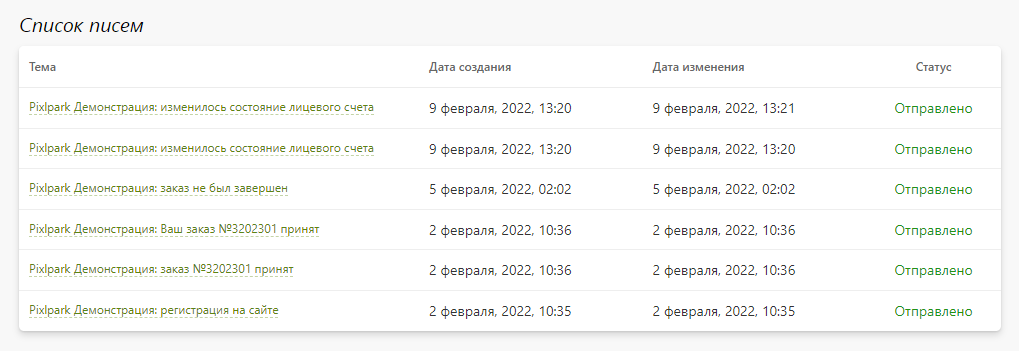 Список писем
Тема Дата создания Дата изменения Статус
Pixlpark Демонстрация: изменилось состояние лицевого счета 9 февраля, 2022, 13:20 9 февраля, 2022, 13:21 Отправлено
Pixlpark Демонстрация: изменилось состояние лицевого счета 9 февраля, 2022, 13:20 9 февраля, 2022, 13:20 Отправлено
Pixlpark Демонстрация: заказ не был завершен 5 февраля, 2022, 02:02 5 февраля, 2022, 02:02 Отправлено
Pixlpark Демонстрация: Ваш заказ №3202301 принят 2 февраля, 2022, 10:36 2 февраля, 2022, 10:36 Отправлено
Pixlpark Демонстрация: заказ №3202301 принят 2 февраля, 2022, 10:36 2 февраля, 2022, 10:36 Отправлено
Pixlpark Демонстрация: регистрация на сайте 2 февраля, 2022, 10:35 2 февраля, 2022, 10:35 Отправлено